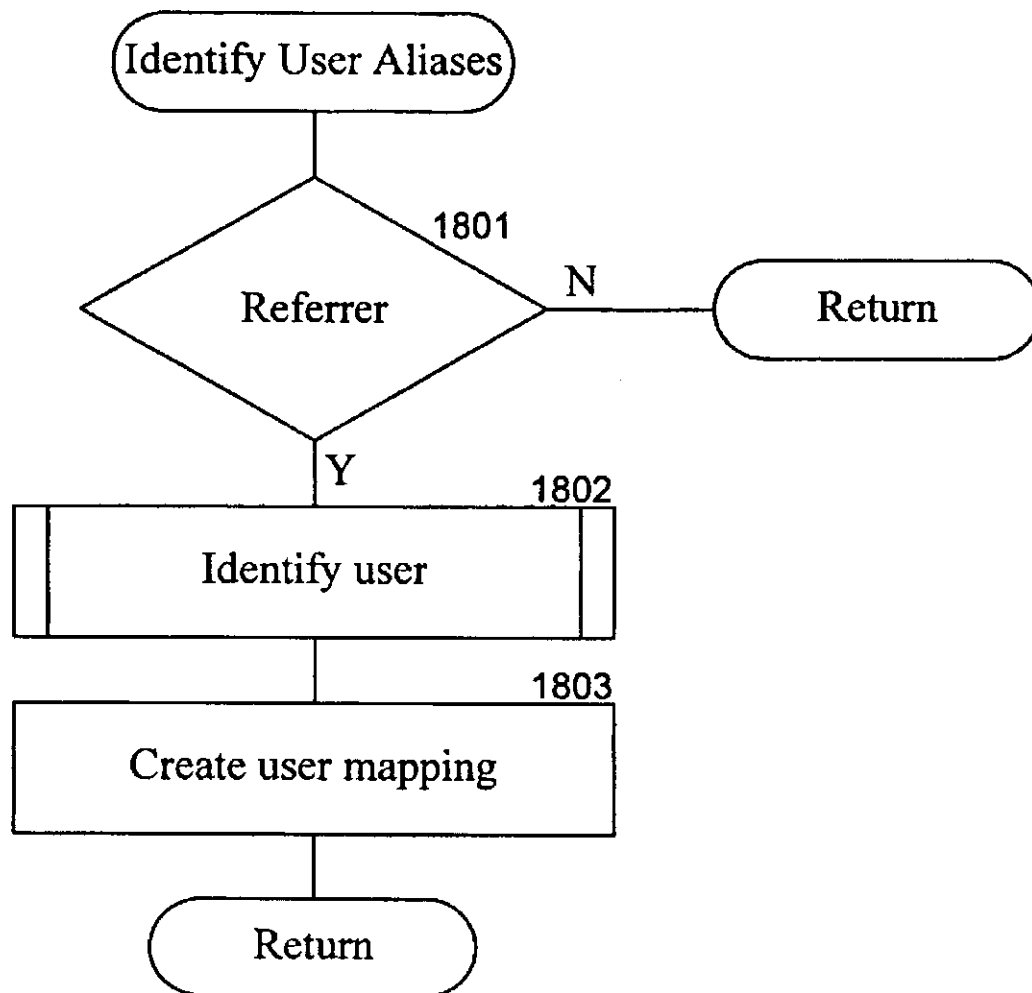 Identify User Aliases
1801
Referrer
N
Return
Y
1802
Identify user
1803
Create user mapping
Return